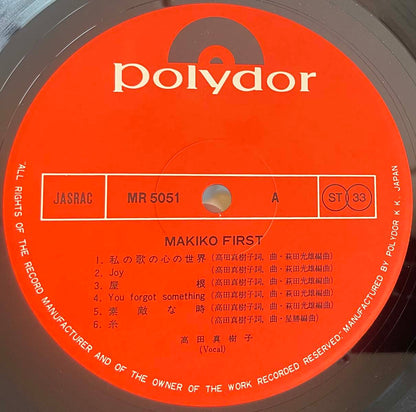 polydor
JASRAC MR 5051 A ST 33
MAKIKO FIRST
1. 私の歌の心の世界 (高田真樹子詞, 曲・萩田光雄編曲)
2. Joy (高田真樹子詞, 曲・萩田光雄編曲)
3. 屋根 (高田真樹子詞, 曲・萩田光雄編曲)
4. You forgot something (高田真樹子詞, 曲・萩田光雄編曲)
5. 素敵な時 (高田真樹子詞, 曲・萩田光雄編曲)
6. 糸 (高田真樹子詞, 曲・星勝編曲)
高田真樹子
(Vocal)
"ALL RIGHTS OF THE RECORD MANUFACTURER AND OF THE OWNER OF THE WORK RECORDED RESERVED" MANUFACTURED BY POLYDOR K.K. JAPAN